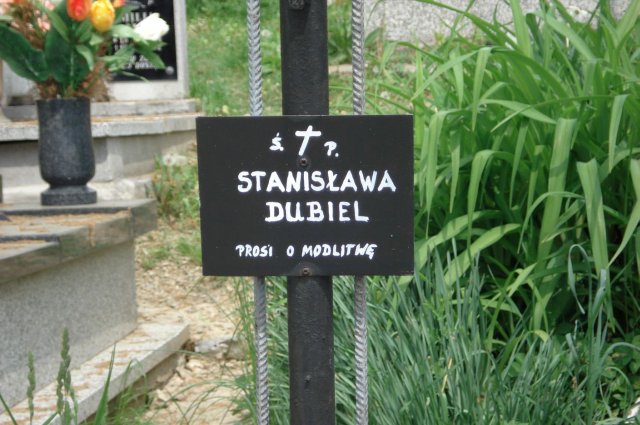 Ś. † P.
STANISŁAWA
DUBIEL
PROSI O MODLITWĘ